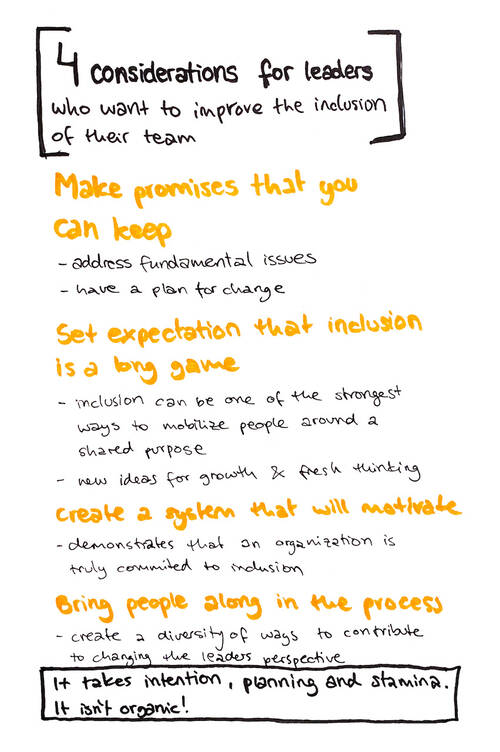 4 considerations for leaders
who want to improve the inclusion
of their team
Make promises that you
can keep
- address fundamental issues
- have a plan for change
Set expectation that inclusion
is a long game
- inclusion can be one of the strongest
ways to mobilize people around a
shared purpose
- new ideas for growth & fresh thinking
create a system that will motivate
- demonstrates that an organization is
truly commited to inclusion
Bring people along in the process
- create a diversity of ways to contribute
to changing the leaders perspective
It takes intention, planning and stamina.
It isn't organic!